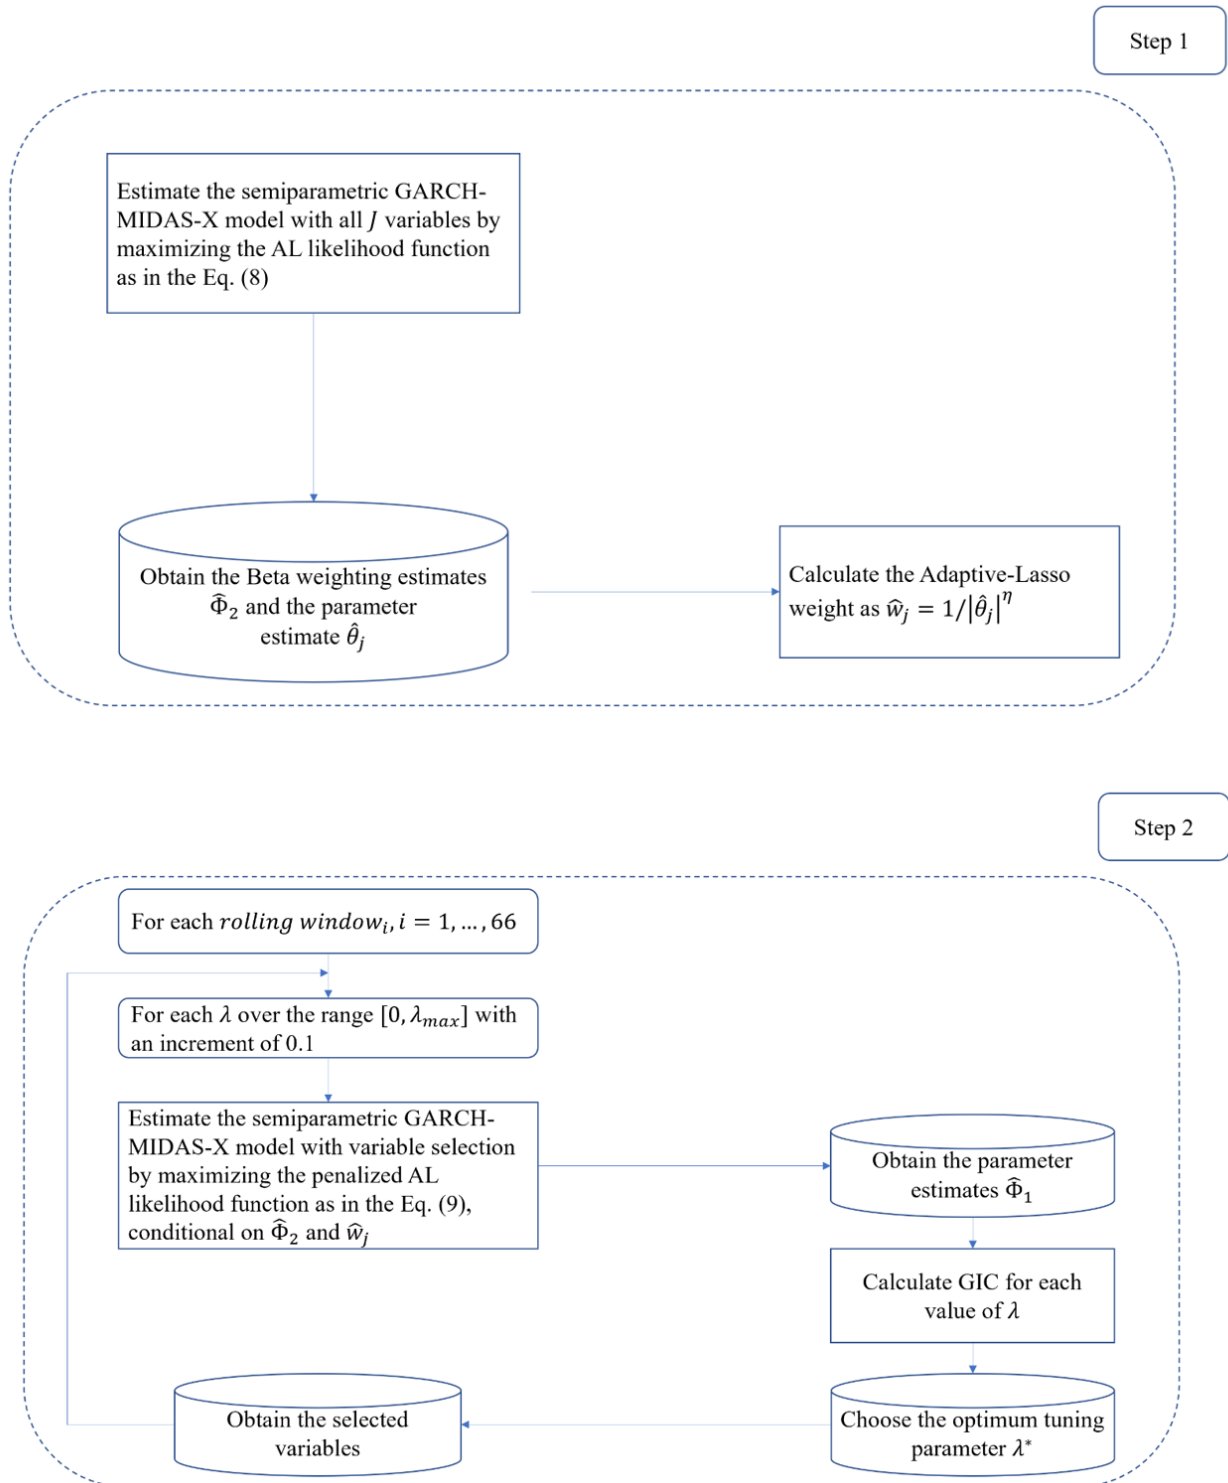 Step 1
Estimate the semiparametric GARCH-
MIDAS-X model with all J variables by
maximizing the AL likelihood function
as in the Eq. (8)
Obtain the Beta weighting estimates
Φ̂₂ and the parameter
estimate θ̂ⱼ
Calculate the Adaptive-Lasso
weight as ŵⱼ = 1/|θ̂ⱼ|^η
Step 2
For each rolling windowᵢ, i = 1, … , 66
For each λ over the range [0, λₘₐₓ] with
an increment of 0.1
Estimate the semiparametric GARCH-
MIDAS-X model with variable selection
by maximizing the penalized AL
likelihood function as in the Eq. (9),
conditional on Φ̂₂ and ŵⱼ
Obtain the parameter
estimates Φ̂₁
Calculate GIC for each
value of λ
Choose the optimum tuning
parameter λ*
Obtain the selected
variables